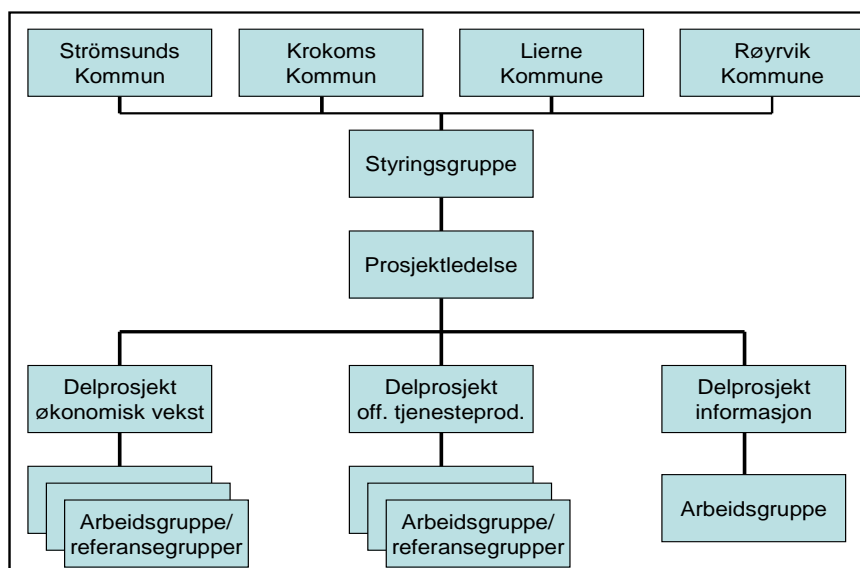 Strömsunds
Kommun
Krokoms
Kommun
Lierne
Kommune
Røyrvik
Kommune
Styringsgruppe
Prosjektledelse
Delprosjekt
økonomisk vekst
Delprosjekt
off. tjenesteprod.
Delprosjekt
informasjon
Arbeidsgruppe/
referansegrupper
Arbeidsgruppe/
referansegrupper
Arbeidsgruppe